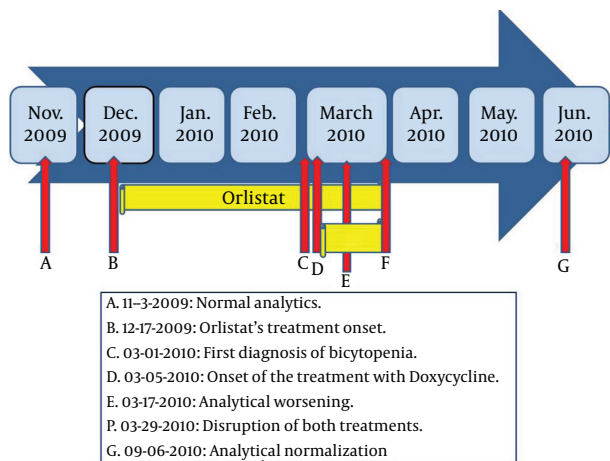 Nov.
2009
Dec.
2009
Jan.
2010
Feb.
2010
March
2010
Apr.
2010
May.
2010
Jun.
2010
Orlistat
A
B
C
D
E
F
G
A. 11-3-2009: Normal analytics.
B. 12-17-2009: Orlistat's treatment onset.
C. 03-01-2010: First diagnosis of bicytopenia.
D. 03-05-2010: Onset of the treatment with Doxycycline.
E. 03-17-2010: Analytical worsening.
P. 03-29-2010: Disruption of both treatments.
G. 09-06-2010: Analytical normalization